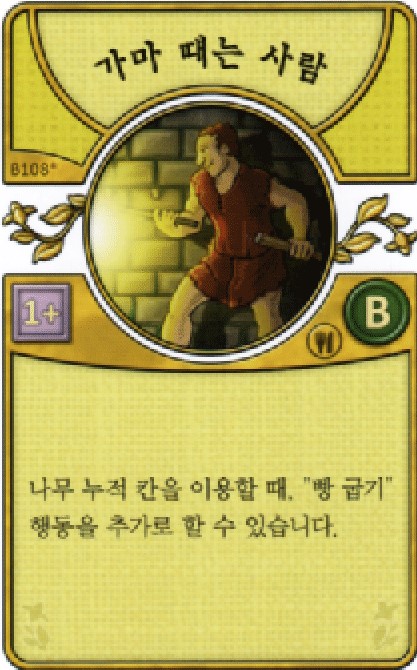 가마 때는 사람
B108*
1+
B
나무 누적 칸을 이용할 때, "빵 굽기"
행동을 추가로 할 수 있습니다.